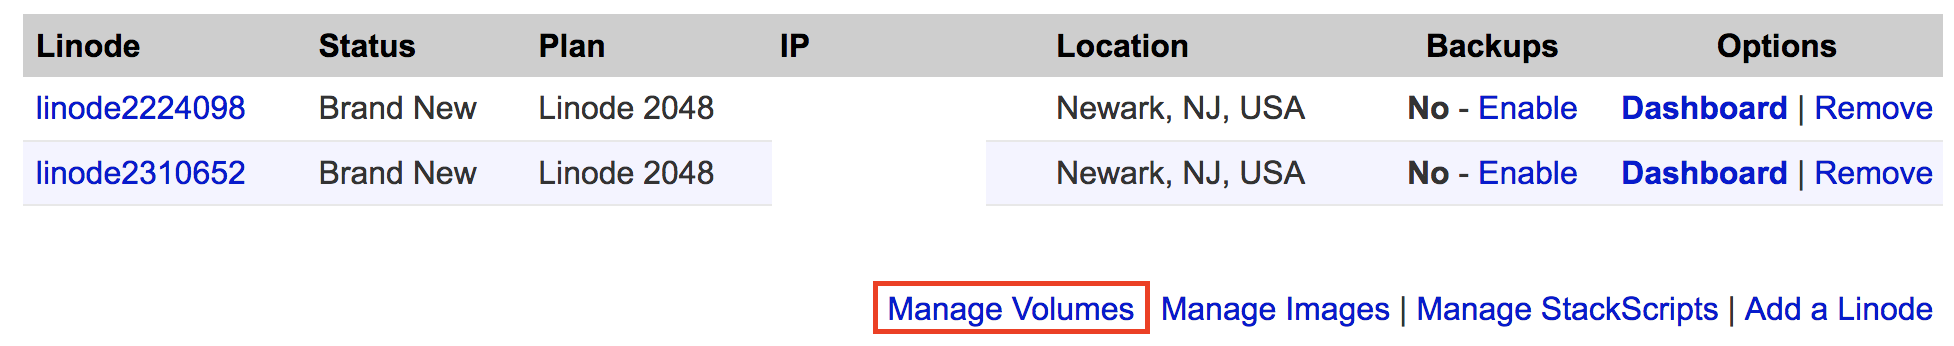 Linode Status Plan IP Location Backups Options
linode2224098 Brand New Linode 2048 Newark, NJ, USA No - Enable Dashboard | Remove
linode2310652 Brand New Linode 2048 Newark, NJ, USA No - Enable Dashboard | Remove
Manage Volumes Manage Images | Manage StackScripts | Add a Linode